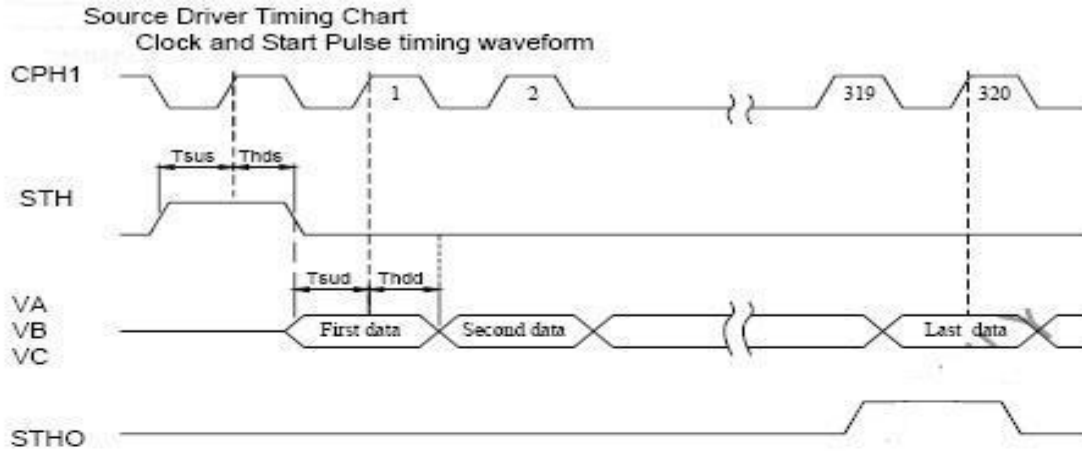 Source Driver Timing Chart
Clock and Start Pulse timing waveform
CPH1
1
2
319
320
Tsus
Thds
STH
Tsud
Thdd
VA
VB
VC
First data
Second data
Last data
STHO